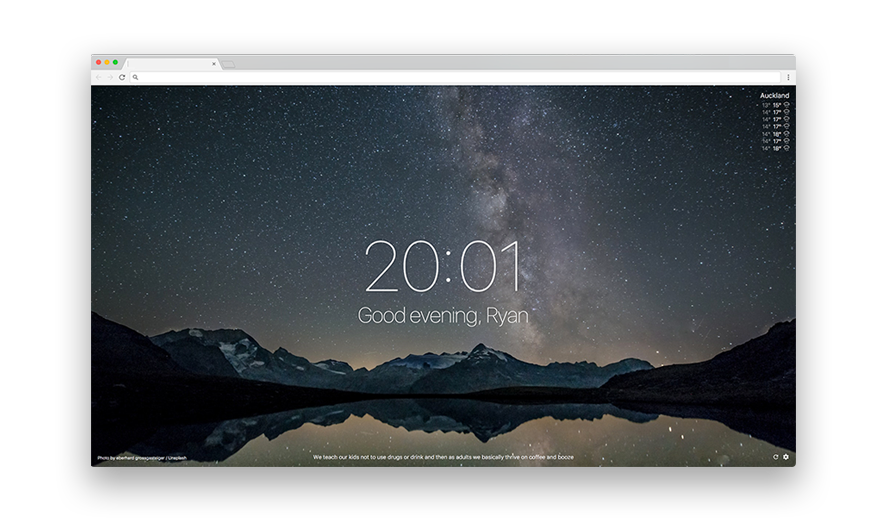 Auckland
13° 15°
14° 17°
14° 17°
14° 17°
14° 18°
14° 17°
14° 18°
20:01
Good evening, Ryan
We teach our kids not to use drugs or drink and then as adults we basically thrive on coffee and booze
Photo by eberhard grossgasteiger / Unsplash